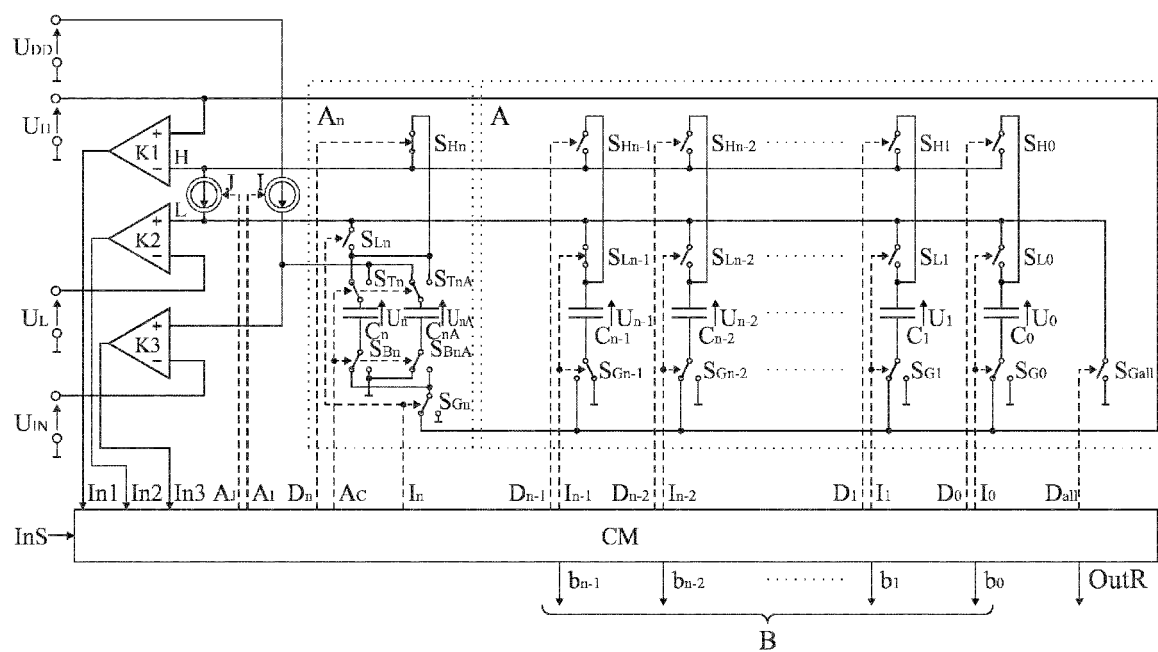 UDD
UH
An
A
K1
H
J
I
L
K2
UL
K3
UIN
SHn
SHn-1
SHn-2
SH1
SH0
SLn
SLn-1
SLn-2
SL1
SL0
STn
STnA
Un
UnA
Un-1
Un-2
U1
U0
Cn
CnA
Cn-1
Cn-2
C1
C0
SBn
SBnA
SGn
SGn-1
SGn-2
SG1
SG0
SGall
In1 In2 In3 AJ AI Dn AC In Dn-1 In-1 Dn-2 In-2 D1 I1 D0 I0 Dall
InS
CM
bn-1 bn-2 b1 b0 OutR
B